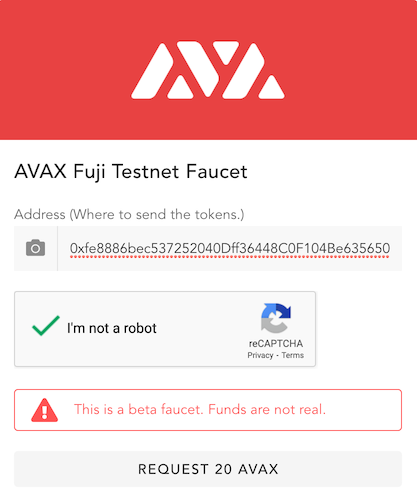 AVAX
AVAX Fuji Testnet Faucet
Address (Where to send the tokens.)
0xfe8886bec537252040Dff36448C0F104Be635650
I'm not a robot
reCAPTCHA
Privacy - Terms
This is a beta faucet. Funds are not real.
REQUEST 20 AVAX